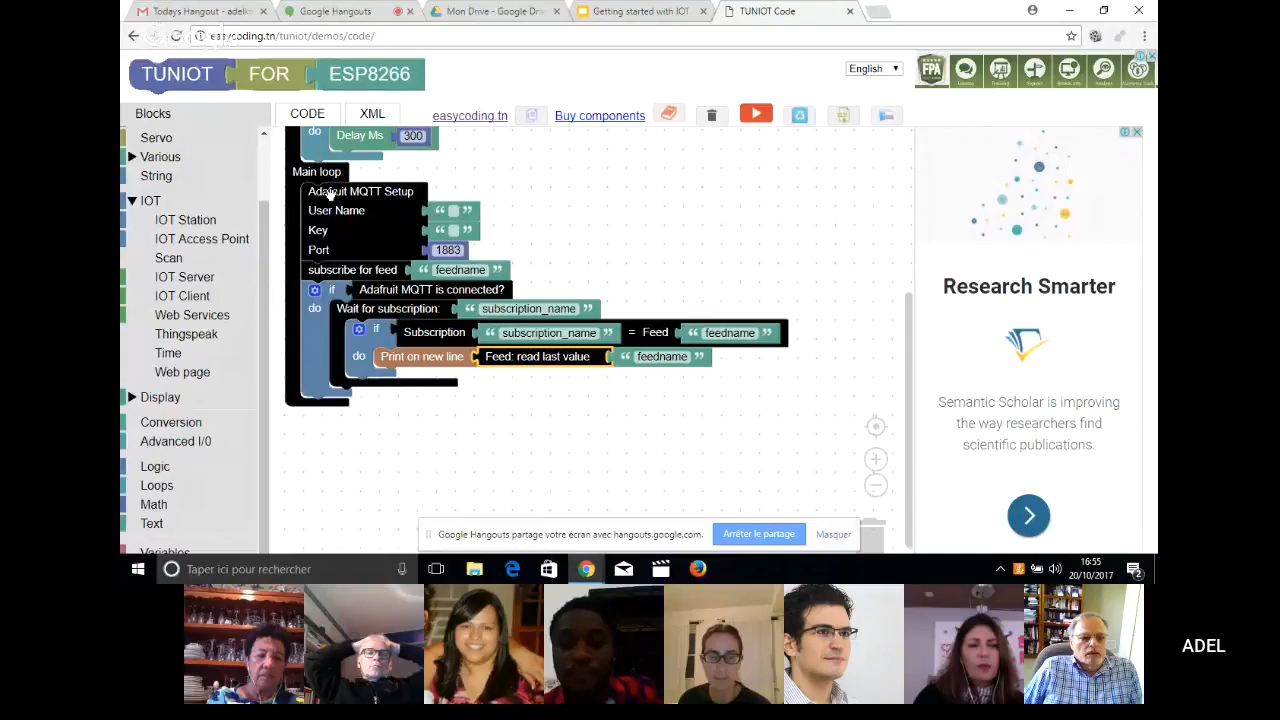 Todays Hangout - adelk
Google Hangouts
Mon Drive - Google Dr
Getting started with IOT
TUNIOT Code
easycoding.tn/tuniot/demos/code/
TUNIOT FOR ESP8266
English
FPA
Blocks
CODE XML easycoding.tn Buy components
Servo
Various
String
IOT
IOT Station
IOT Access Point
Scan
IOT Server
IOT Client
Web Services
Thingspeak
Time
Web page
Display
Conversion
Advanced I/0
Logic
Loops
Math
Text
Variables
do Delay Ms 300
Main loop
Adafruit MQTT Setup
User Name “ ”
Key “ ”
Port 1883
subscribe for feed “ feedname ”
if Adafruit MQTT is connected?
do Wait for subscription: “ subscription_name ”
if Subscription “ subscription_name ” = Feed “ feedname ”
do Print on new line Feed: read last value “ feedname ”
Research Smarter
Semantic Scholar is improving
the way researchers find
scientific publications.
Google Hangouts partage votre écran avec hangouts.google.com. Arrêter le partage Masquer
Taper ici pour rechercher
16:55
20/10/2017
2
ADEL